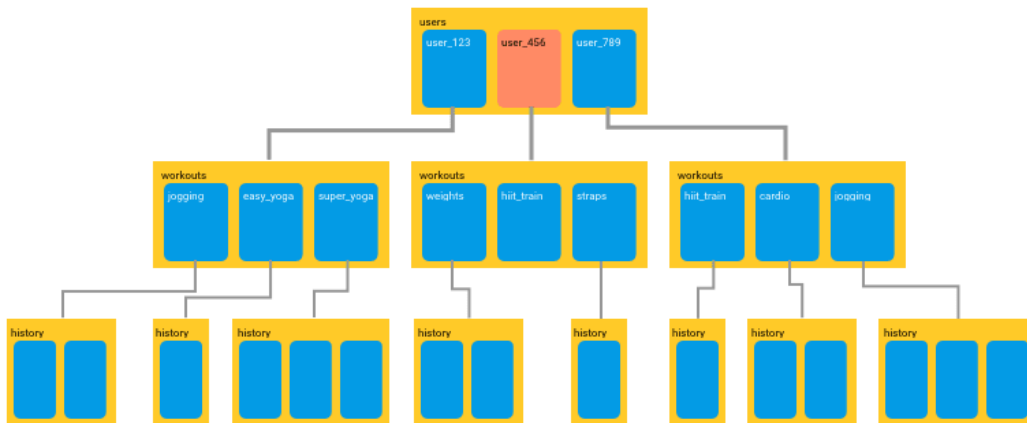 users
user_123 user_456 user_789
workouts workouts workouts
jogging easy_yoga super_yoga weights hiit_train straps hiit_train cardio jogging
history history history history history history history history